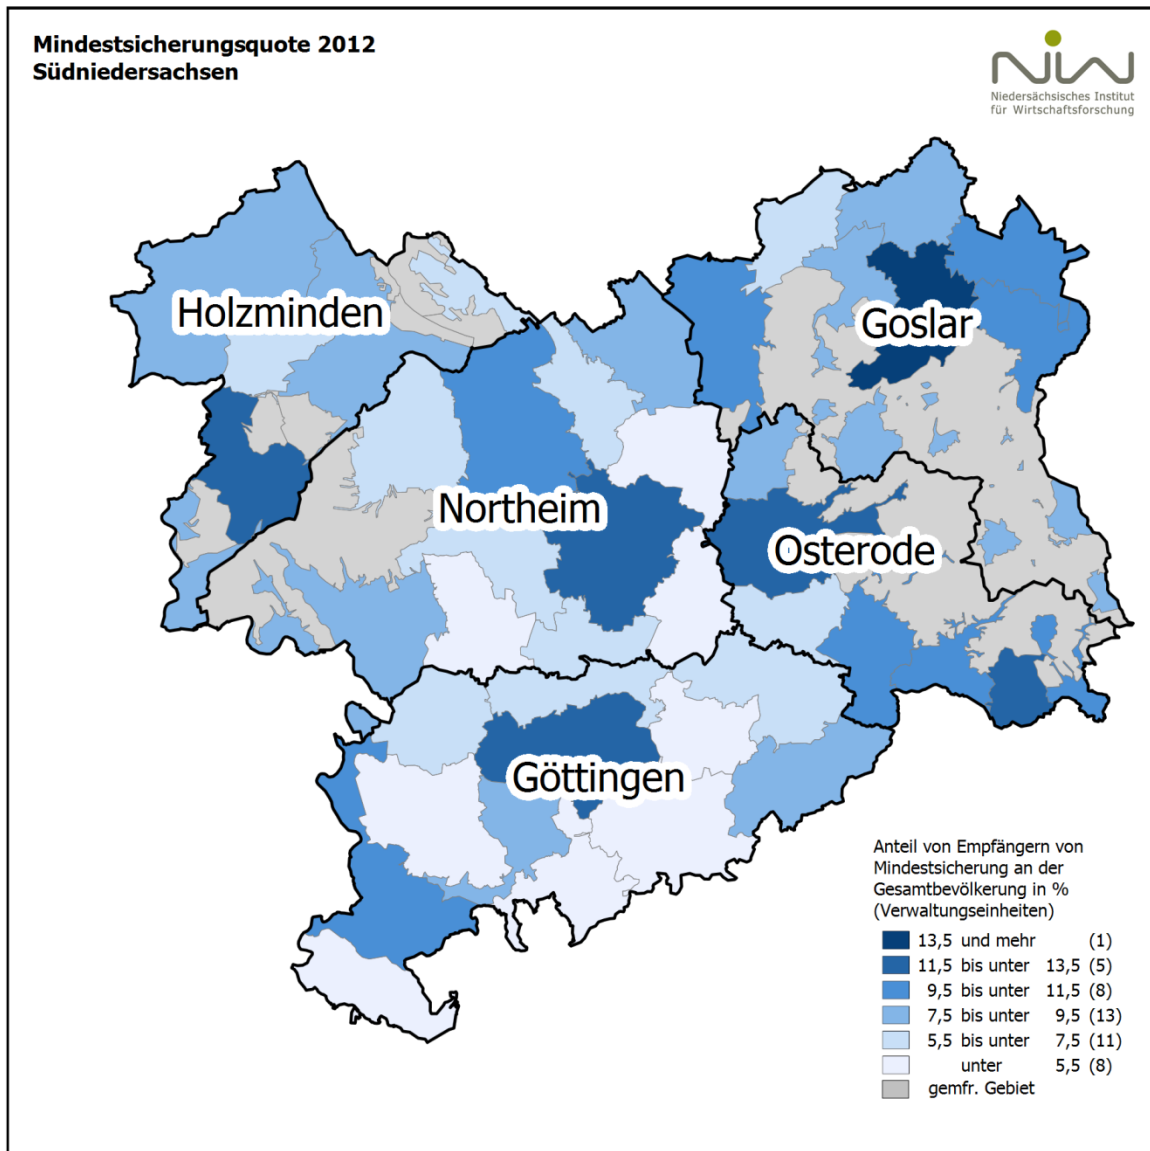 Mindestsicherungsquote 2012
Südniedersachsen
NIW
Niedersächsisches Institut
für Wirtschaftsforschung
Holzminden
Goslar
Northeim
Osterode
Göttingen
Anteil von Empfängern von
Mindestsicherung an der
Gesamtbevölkerung in %
(Verwaltungseinheiten)
13,5 und mehr (1)
11,5 bis unter 13,5 (5)
9,5 bis unter 11,5 (8)
7,5 bis unter 9,5 (13)
5,5 bis unter 7,5 (11)
unter 5,5 (8)
gemfr. Gebiet